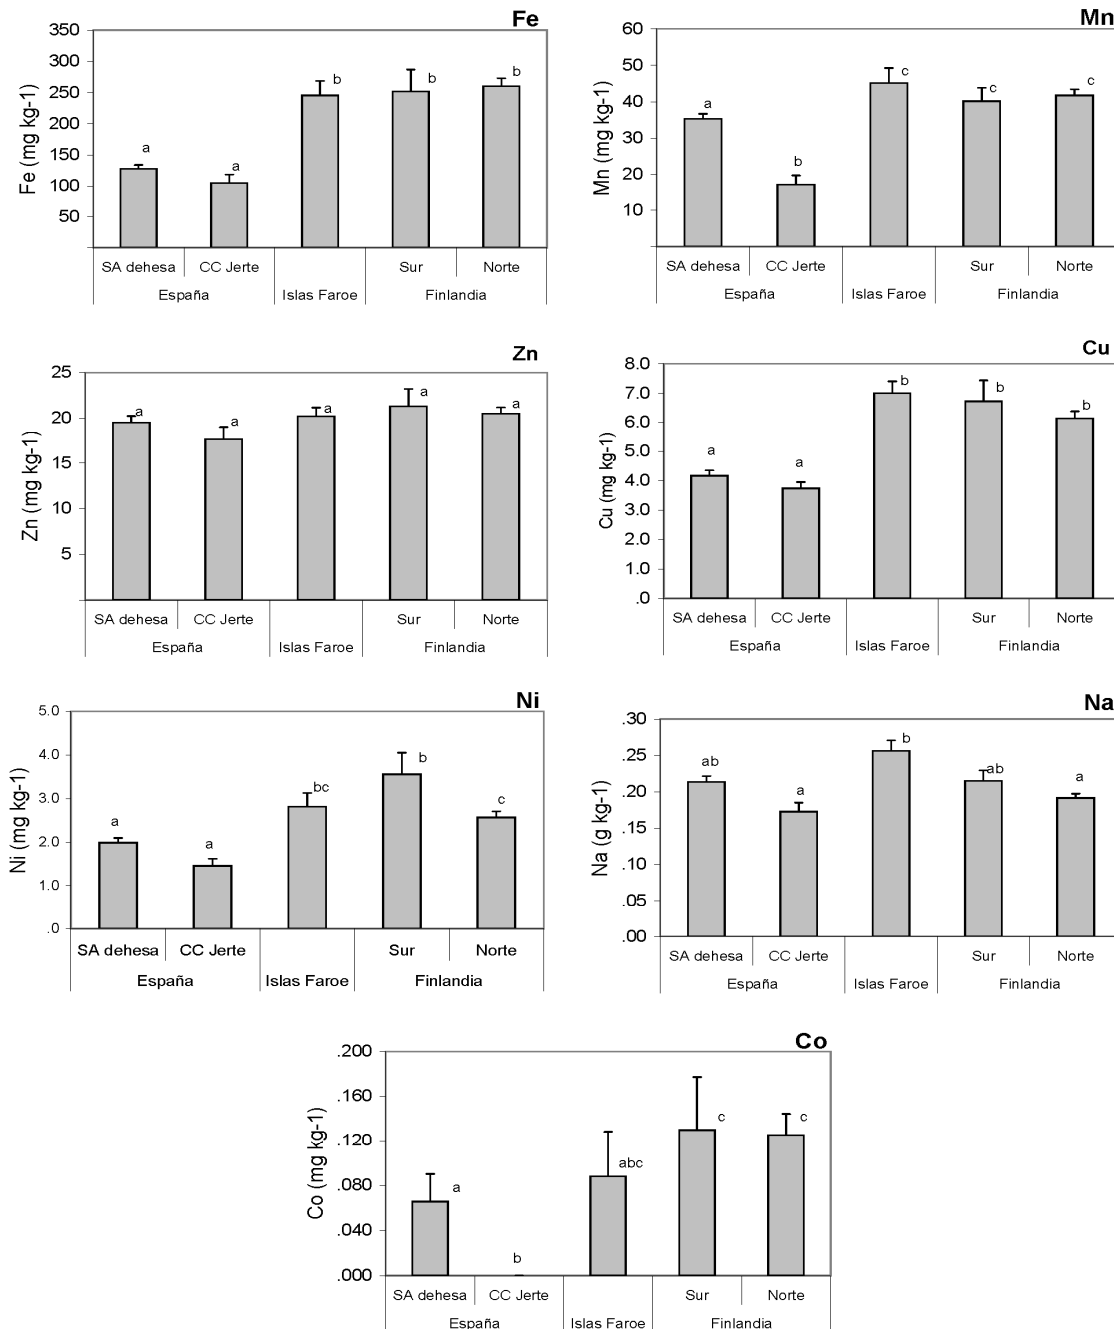 Fe
Fe (mg kg-1)
350
300
250
200
150
100
50
a
a
b
b
b
SA dehesa CC Jerte Sur Norte
España Islas Faroe Finlandia
Mn
Mn (mg kg-1)
60
50
40
30
20
10
a
b
c
c
c
SA dehesa CC Jerte Sur Norte
España Islas Faroe Finlandia
Zn
Zn (mg kg-1)
25
20
15
10
5
a
a
a
a
a
SA dehesa CC Jerte Sur Norte
España Islas Faroe Finlandia
Cu
Cu (mg kg-1)
8.0
7.0
6.0
5.0
4.0
3.0
2.0
1.0
.0
a
a
b
b
b
SA dehesa CC Jerte Sur Norte
España Islas Faroe Finlandia
Ni
Ni (mg kg-1)
5.0
4.0
3.0
2.0
1.0
.0
a
a
bc
b
c
SA dehesa CC Jerte Sur Norte
España Islas Faroe Finlandia
Na
Na (g kg-1)
.30
.25
.20
.15
.10
.05
.00
ab
a
b
ab
a
SA dehesa CC Jerte Sur Norte
España Islas Faroe Finlandia
Co
Co (mg kg-1)
.200
.160
.120
.080
.040
.000
a
b
abc
c
c
SA dehesa CC Jerte Sur Norte
España Islas Faroe Finlandia